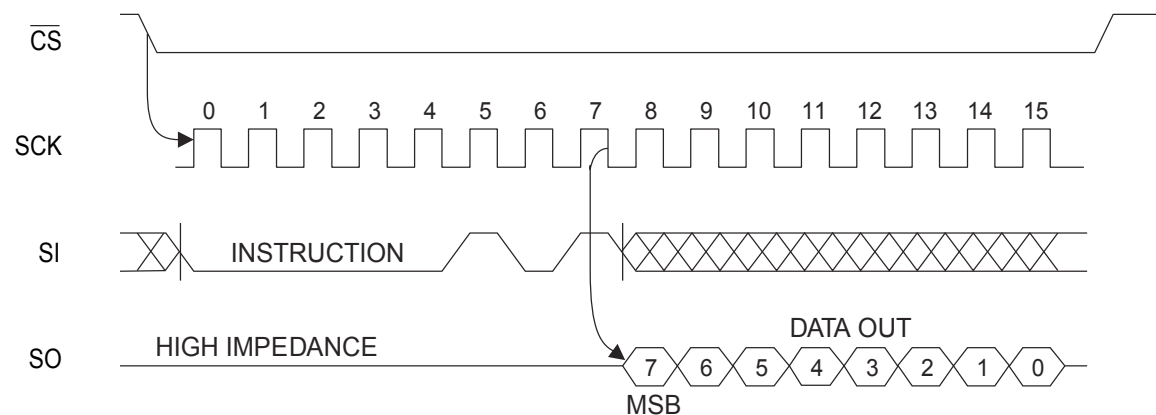 C̅S̅
0 1 2 3 4 5 6 7 8 9 10 11 12 13 14 15
SCK
SI INSTRUCTION
DATA OUT
SO HIGH IMPEDANCE
7 6 5 4 3 2 1 0
MSB